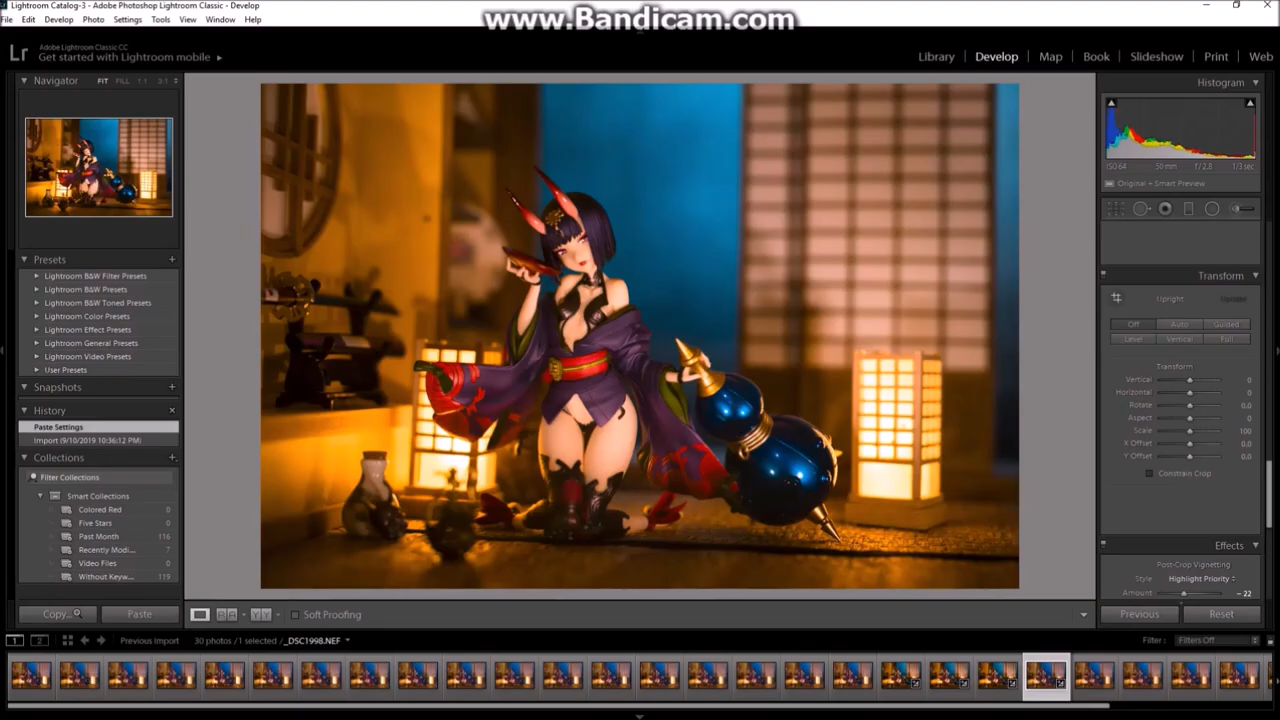 Lightroom Catalog-3 - Adobe Photoshop Lightroom Classic - Develop
www.Bandicam.com
File Edit Develop Photo Settings Tools View Window Help
Lr Adobe Lightroom Classic CC
Get started with Lightroom mobile
Library | Develop | Map | Book | Slideshow | Print | Web
Navigator FIT FILL 1:1 3:1
Histogram
ISO 64 50 mm f / 2.8 1/3 sec
Original + Smart Preview
Presets
Lightroom B&W Filter Presets
Lightroom B&W Presets
Lightroom B&W Toned Presets
Lightroom Color Presets
Lightroom Effect Presets
Lightroom General Presets
Lightroom Video Presets
User Presets
Snapshots
History
Paste Settings
Import (9/10/2019 10:36:12 PM)
Collections
Filter Collections
Smart Collections
Colored Red 0
Five Stars 0
Past Month 116
Recently Modi... 7
Video Files 0
Without Keyw... 119
Copy... Paste
Transform
Upright Update
Off Auto Guided
Level Vertical Full
Transform
Vertical 0
Horizontal 0
Rotate 0.0
Aspect 0
Scale 100
X Offset 0.0
Y Offset 0.0
Constrain Crop
Effects
Post-Crop Vignetting
Style Highlight Priority
Amount - 22
Soft Proofing
Previous Reset
1 2 Previous Import 30 photos /1 selected /_DSC1998.NEF
Filter : Filters Off